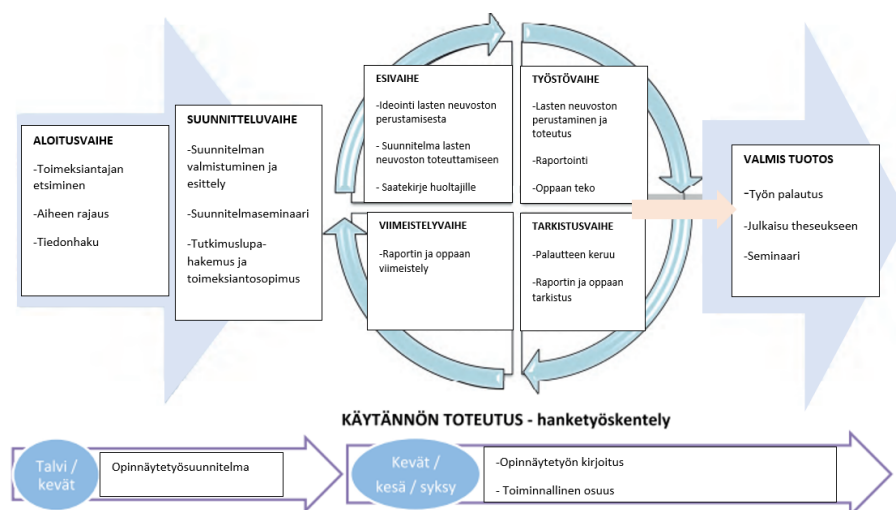 ALOITUSVAIHE
-Toimeksiantajan
etsiminen
-Aiheen rajaus
-Tiedonhaku
SUUNNITTELUVAIHE
-Suunnitelman
valmistuminen ja
esittely
-Suunnitelmaseminaari
-Tutkimuslupa-
hakemus ja
toimeksiantosopimus
ESIVAIHE
-Ideointi lasten neuvoston
perustamisesta
- Suunnitelma lasten
neuvoston toteuttamiseen
- Saatekirje huoltajille
TYÖSTÖVAIHE
-Lasten neuvoston
perustaminen ja
toteutus
-Raportointi
-Oppaan teko
VIIMEISTELYVAIHE
-Raportin ja oppaan
viimeistely
TARKISTUSVAIHE
-Palautteen keruu
-Raportin ja oppaan
tarkistus
VALMIS TUOTOS
-Työn palautus
-Julkaisu theseukseen
-Seminaari
KÄYTÄNNÖN TOTEUTUS - hanketyöskentely
Talvi /
kevät
Opinnäytetyösuunnitelma
Kevät /
kesä / syksy
-Opinnäytetyön kirjoitus
- Toiminnallinen osuus